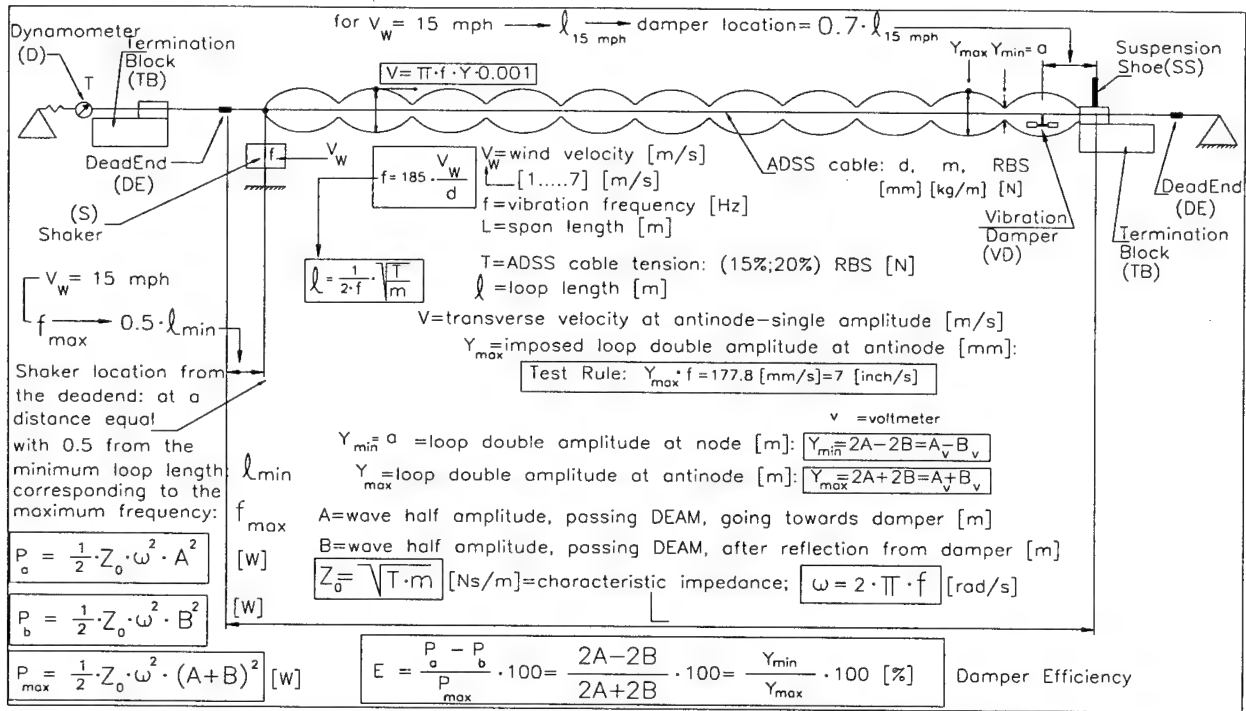 for V_W = 15 mph → ℓ_15 mph → damper location = 0.7·ℓ_15 mph
Dynamometer
(D)
T
Termination
Block
(TB)
V = π·f·Y·0.001
Y_max Y_min = a
Suspension
Shoe(SS)
DeadEnd
(DE)
f
V_W
(S)
Shaker
f = 185 · V_W / d
V_W = wind velocity [m/s]
[1.....7] [m/s]
f = vibration frequency [Hz]
L = span length [m]
ADSS cable: d, m, RBS
[mm] [kg/m] [N]
Vibration
Damper
(VD)
DeadEnd
(DE)
Termination
Block
(TB)
ℓ = 1/(2·f) · √(T/m)
T = ADSS cable tension: (15%;20%) RBS [N]
ℓ = loop length [m]
V_W = 15 mph
f_max → 0.5·ℓ_min
V = transverse velocity at antinode–single amplitude [m/s]
Y_max = imposed loop double amplitude at antinode [mm]:
Test Rule: Y_max · f = 177.8 [mm/s] = 7 [inch/s]
Shaker location from
the deadend: at a
distance equal
with 0.5 from the
minimum loop length ℓ_min
corresponding to the
maximum frequency: f_max
v = voltmeter
Y_min = a = loop double amplitude at node [m]: Y_min = 2A–2B = A_v – B_v
Y_max = loop double amplitude at antinode [m]: Y_max = 2A+2B = A_v + B_v
A = wave half amplitude, passing DEAM, going towards damper [m]
B = wave half amplitude, passing DEAM, after reflection from damper [m]
P_a = 1/2 · Z_0 · ω² · A² [W]
Z_0 = √(T·m) [Ns/m] = characteristic impedance; ω = 2·π·f [rad/s]
P_b = 1/2 · Z_0 · ω² · B² [W]
P_max = 1/2 · Z_0 · ω² · (A+B)² [W]
E = (P_a – P_b)/P_max · 100 = (2A–2B)/(2A+2B) · 100 = Y_min/Y_max · 100 [%] Damper Efficiency